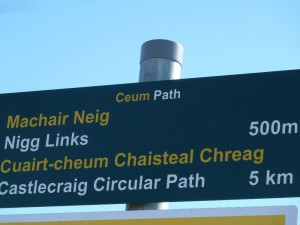 Ceum Path
Machair Neig
Nigg Links 500m
Cuairt-cheum Chaisteal Chreag
Castlecraig Circular Path 5 km